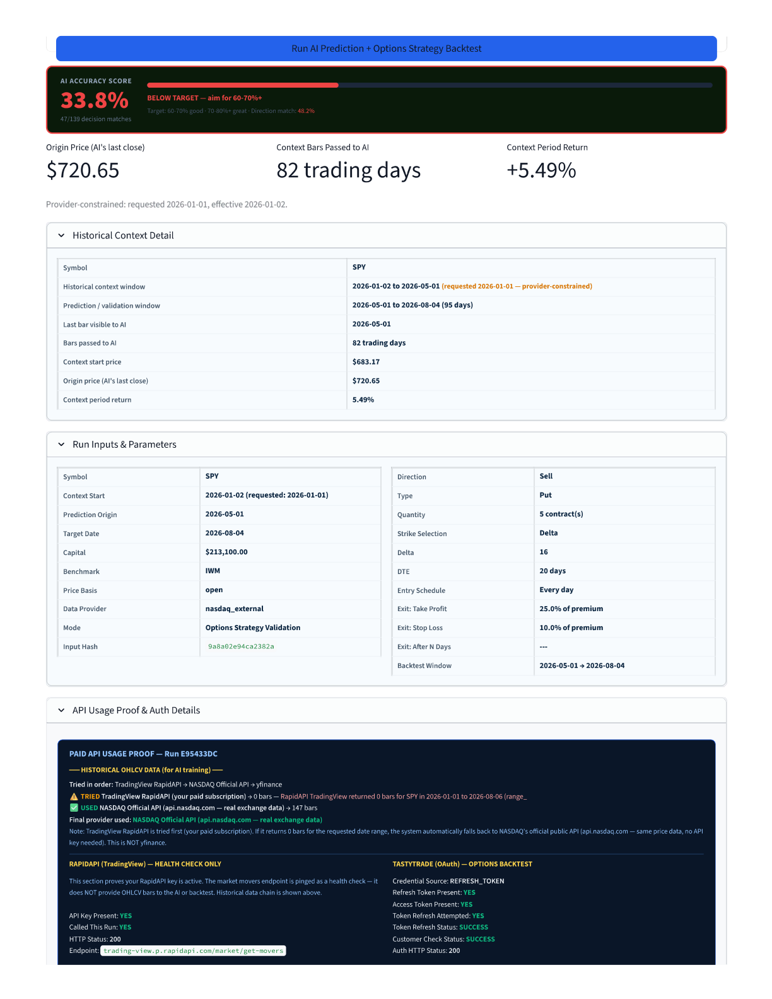 Run AI Prediction + Options Strategy Backtest
AI ACCURACY SCORE
33.8%
47/139 decision matches
BELOW TARGET — aim for 60-70%+
Target: 60-70% good · 70-80%+ great · Direction match: 48.2%
Origin Price (AI's last close)
$720.65
Context Bars Passed to AI
82 trading days
Context Period Return
+5.49%
Provider-constrained: requested 2026-01-01, effective 2026-01-02.
Historical Context Detail
Symbol SPY
Historical context window 2026-01-02 to 2026-05-01 (requested 2026-01-01 — provider-constrained)
Prediction / validation window 2026-05-01 to 2026-08-04 (95 days)
Last bar visible to AI 2026-05-01
Bars passed to AI 82 trading days
Context start price $683.17
Origin price (AI's last close) $720.65
Context period return 5.49%
Run Inputs & Parameters
Symbol SPY
Context Start 2026-01-02 (requested: 2026-01-01)
Prediction Origin 2026-05-01
Target Date 2026-08-04
Capital $213,100.00
Benchmark IWM
Price Basis open
Data Provider nasdaq_external
Mode Options Strategy Validation
Input Hash 9a8a02e94ca2382a
Direction Sell
Type Put
Quantity 5 contract(s)
Strike Selection Delta
Delta 16
DTE 20 days
Entry Schedule Every day
Exit: Take Profit 25.0% of premium
Exit: Stop Loss 10.0% of premium
Exit: After N Days ---
Backtest Window 2026-05-01 → 2026-08-04
API Usage Proof & Auth Details
PAID API USAGE PROOF — Run E95433DC
—— HISTORICAL OHLCV DATA (for AI training) ——
Tried in order: TradingView RapidAPI → NASDAQ Official API → yfinance
⚠️ TRIED TradingView RapidAPI (your paid subscription) → 0 bars — RapidAPI TradingView returned 0 bars for SPY in 2026-01-01 to 2026-08-06 (range_
✅ USED NASDAQ Official API (api.nasdaq.com — real exchange data) → 147 bars
Final provider used: NASDAQ Official API (api.nasdaq.com — real exchange data)
Note: TradingView RapidAPI is tried first (your paid subscription). If it returns 0 bars for the requested date range, the system automatically falls back to NASDAQ's official public API (api.nasdaq.com — same price data, no API
key needed). This is NOT yfinance.
RAPIDAPI (TradingView) — HEALTH CHECK ONLY
This section proves your RapidAPI key is active. The market movers endpoint is pinged as a health check — it
does NOT provide OHLCV bars to the AI or backtest. Historical data chain is shown above.
API Key Present: YES
Called This Run: YES
HTTP Status: 200
Endpoint: trading-view.p.rapidapi.com/market/get-movers
TASTYTRADE (OAuth) — OPTIONS BACKTEST
Credential Source: REFRESH_TOKEN
Refresh Token Present: YES
Access Token Present: YES
Token Refresh Attempted: YES
Token Refresh Status: SUCCESS
Customer Check Status: SUCCESS
Auth HTTP Status: 200